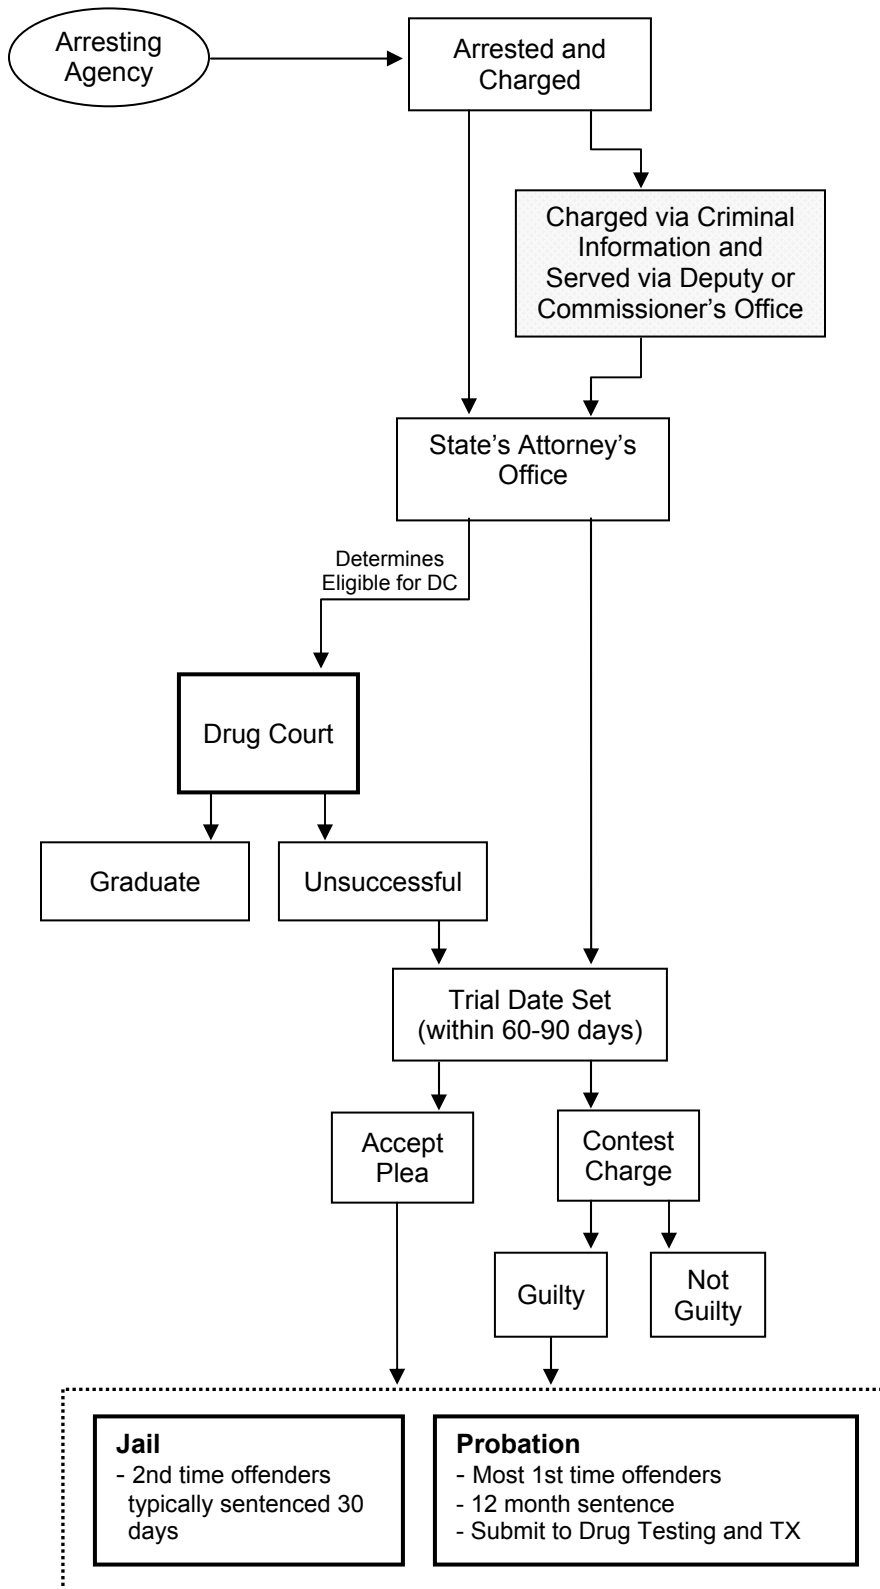 Arresting
Agency
Arrested and
Charged
Charged via Criminal
Information and
Served via Deputy or
Commissioner’s Office
State’s Attorney’s
Office
Determines
Eligible for DC
Drug Court
Graduate
Unsuccessful
Trial Date Set
(within 60-90 days)
Accept
Plea
Contest
Charge
Guilty
Not
Guilty
Jail
- 2nd time offenders
typically sentenced 30
days
Probation
- Most 1st time offenders
- 12 month sentence
- Submit to Drug Testing and TX